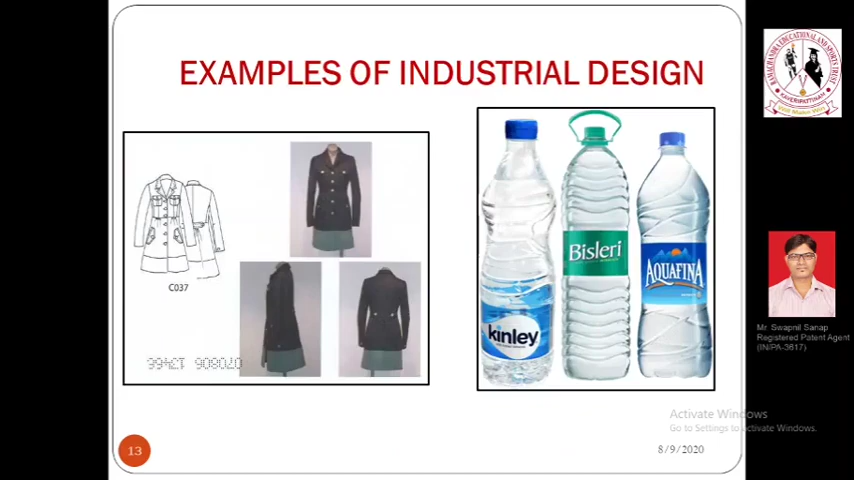 EXAMPLES OF INDUSTRIAL DESIGN
C037
kinley
Bisleri
AQUAFINA
Mr Swapnil Sanap
Registered Patent Agent
(IN/PA-3617)
Activate Windows
Go to Settings to Activate Windows.
13
8/9/2020